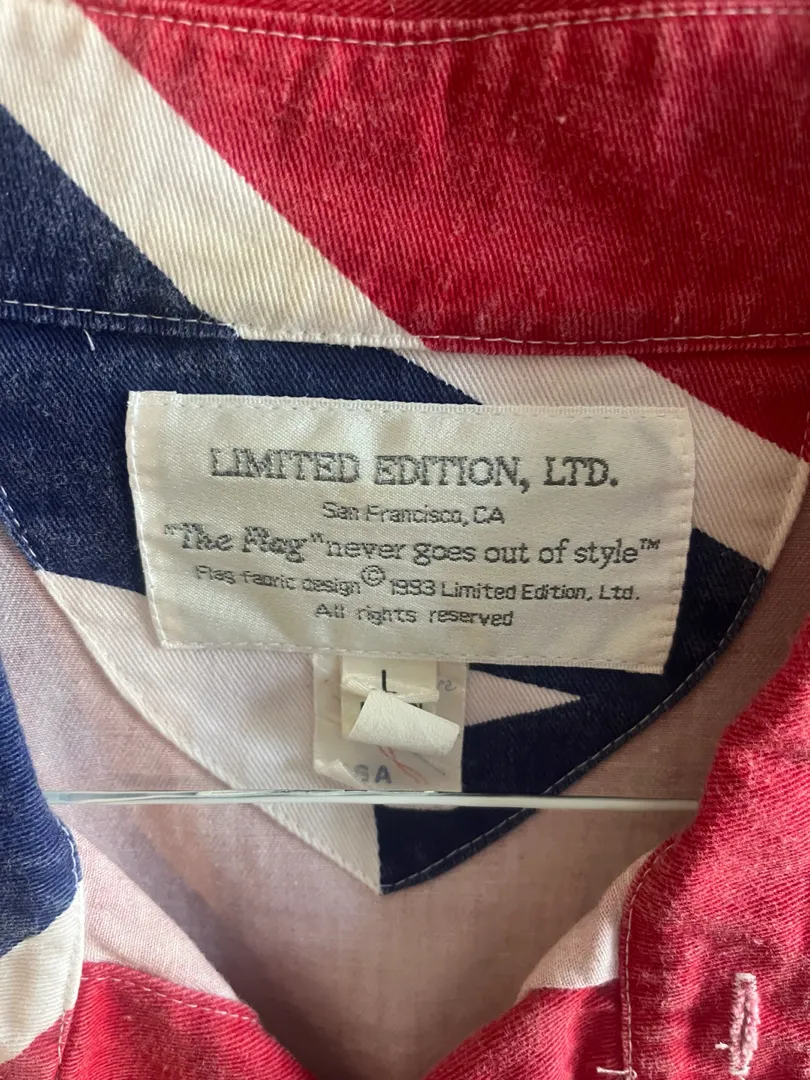 LIMITED EDITION, LTD.
San Francisco, CA
"The Flag" never goes out of style™
Flag fabric design © 1993 Limited Edition, Ltd.
All rights reserved
L